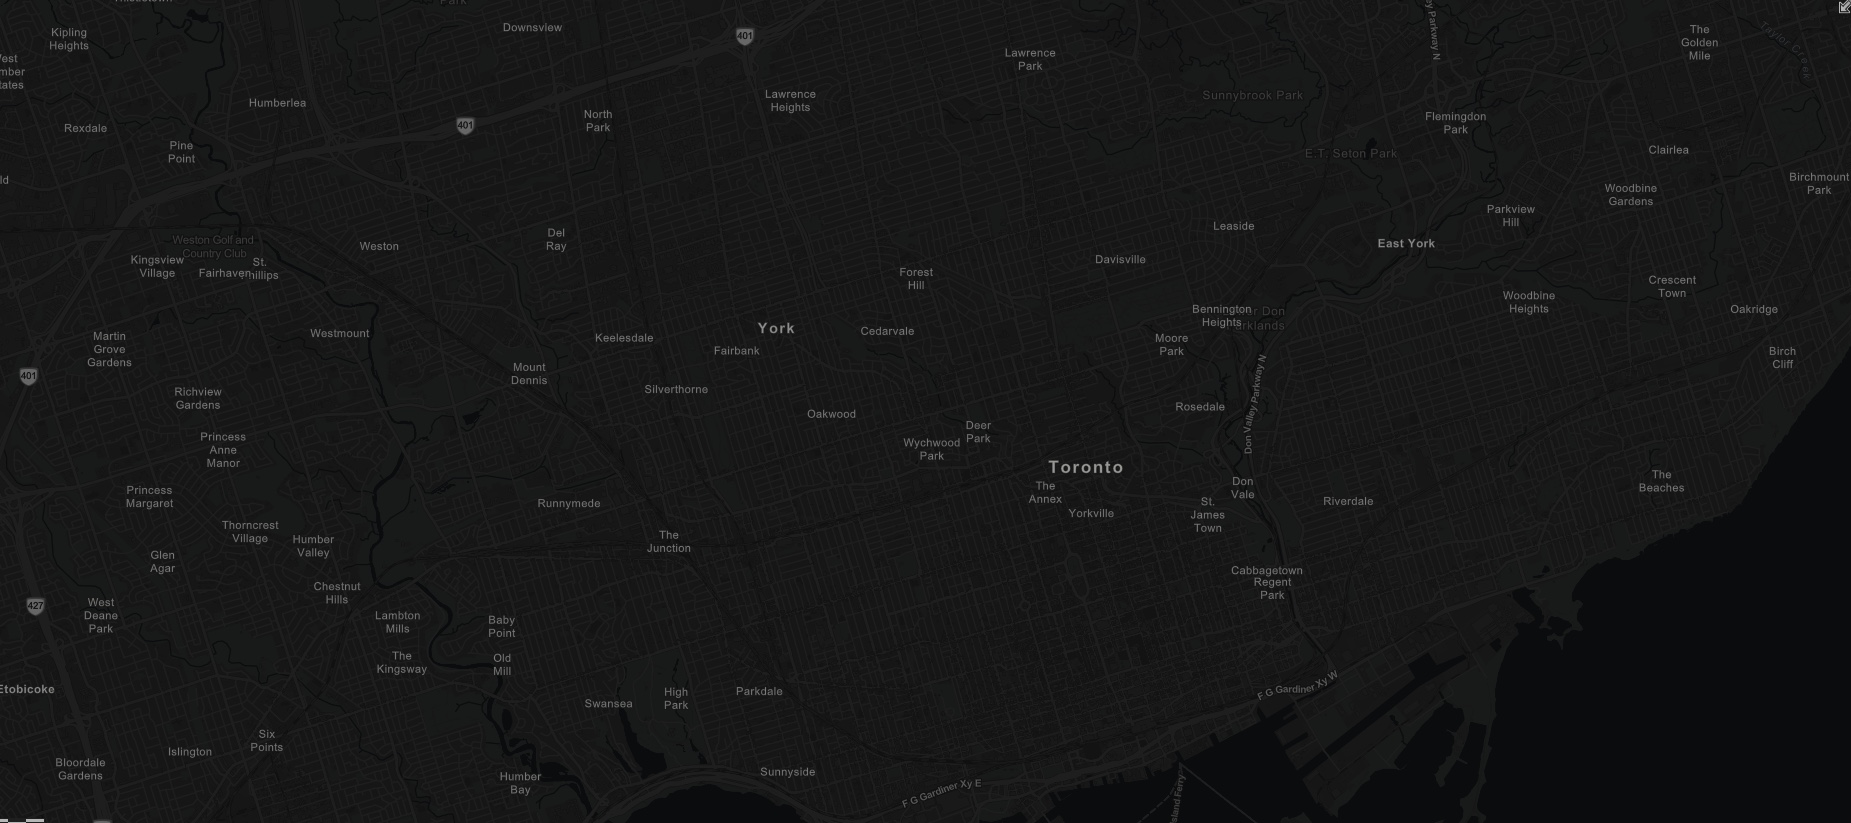 Park
Downsview
401
Kipling
Heights
Lawrence
Park
The
Golden
Mile
Taylor Creek
Humberlea
Lawrence
Heights
Sunnybrook Park
Rexdale
401
North
Park
Flemingdon
Park
Pine
Point
E.T. Seton Park
Clairlea
Birchmount
Park
Woodbine
Gardens
Parkview
Hill
Leaside
East York
Weston Golf and
Country Club
Weston
Del
Ray
Kingsview
Village
Fairhaven
St.
Davisville
Forest
Hill
Crescent
Town
Woodbine
Heights
Oakridge
Bennington
Heights
York
Cedarvale
Westmount
Keelesdale
Fairbank
Moore
Park
Martin
Grove
Gardens
Birch
Cliff
401
Mount
Dennis
Silverthorne
Richview
Gardens
Rosedale
Don Valley Parkway N
Oakwood
Deer
Park
Wychwood
Park
Princess
Anne
Manor
Toronto
The
Annex
Yorkville
Don
Vale
The
Beaches
Princess
Margaret
Runnymede
St.
James
Town
Riverdale
Thorncrest
Village
Humber
Valley
The
Junction
Glen
Agar
Cabbagetown
Regent
Park
Chestnut
Hills
427
West
Deane
Park
Lambton
Mills
Baby
Point
The
Kingsway
Old
Mill
Etobicoke
Swansea
High
Park
Parkdale
F G Gardiner Xy W
Six
Points
Islington
Bloordale
Gardens
Humber
Bay
Sunnyside
F G Gardiner Xy E